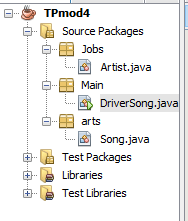 TPmod4
Source Packages
Jobs
Artist.java
Main
DriverSong.java
arts
Song.java
Test Packages
Libraries
Test Libraries